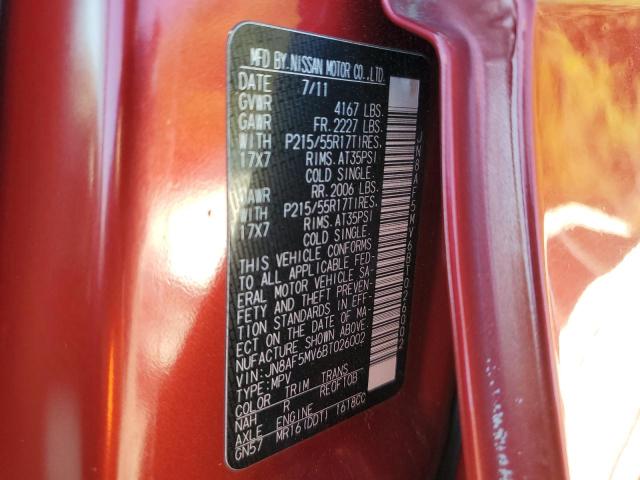 MFD BY NISSAN MOTOR CO.,LTD.
DATE 7/11
GVWR 4167 LBS.
GAWR FR. 2227 LBS.
WITH P215/55R17TIRES,
17X7 RIMS. AT35PSI
COLD SINGLE.
GAWR RR. 2006 LBS.
WITH P215/55R17TIRES,
17X7 RIMS. AT35PSI
COLD SINGLE.
THIS VEHICLE CONFORMS
TO ALL APPLICABLE FED-
ERAL MOTOR VEHICLE SA-
FETY AND THEFT PREVEN-
TION STANDARDS IN EFF-
ECT ON THE DATE OF MA-
NUFACTURE SHOWN ABOVE.
VIN:JN8AF5MV6BT026002
TYPE:MPV
COLOR TRIM TRANS
NAH R REOF10B
AXLE ENGINE
GN57 MR16(DDT) 1618CC
JN8AF5MV6BT026002